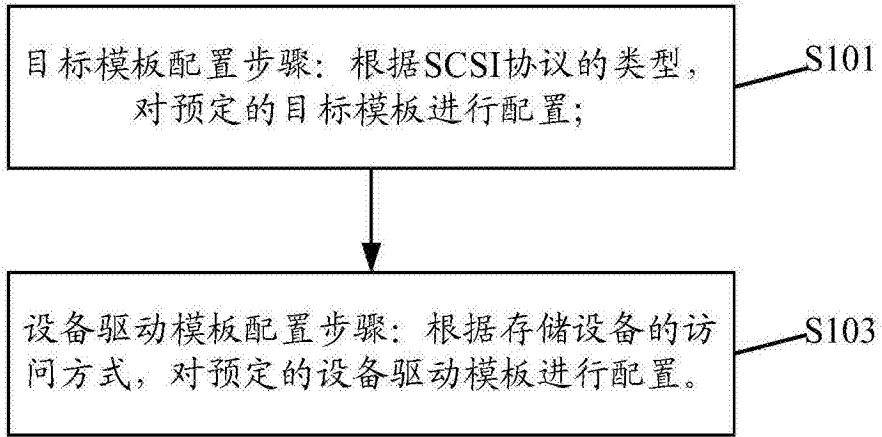 目标模板配置步骤：根据SCSI协议的类型，
对预定的目标模板进行配置；
S101
设备驱动模板配置步骤：根据存储设备的访
问方式，对预定的设备驱动模板进行配置。
S103